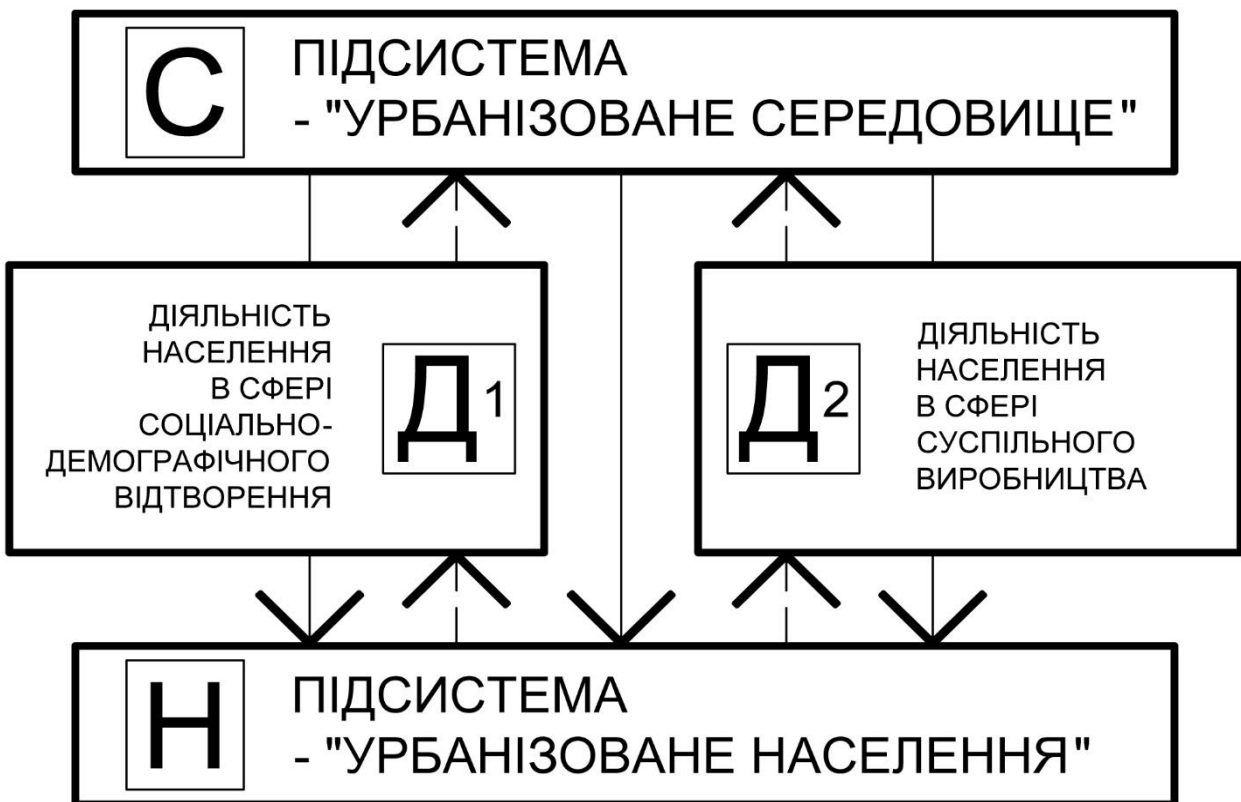 С
ПІДСИСТЕМА
- "УРБАНІЗОВАНЕ СЕРЕДОВИЩЕ"
ДІЯЛЬНІСТЬ
НАСЕЛЕННЯ
В СФЕРІ
СОЦІАЛЬНО-
ДЕМОГРАФІЧНОГО
ВІДТВОРЕННЯ
Д1
Д2
ДІЯЛЬНІСТЬ
НАСЕЛЕННЯ
В СФЕРІ
СУСПІЛЬНОГО
ВИРОБНИЦТВА
Н
ПІДСИСТЕМА
- "УРБАНІЗОВАНЕ НАСЕЛЕННЯ"